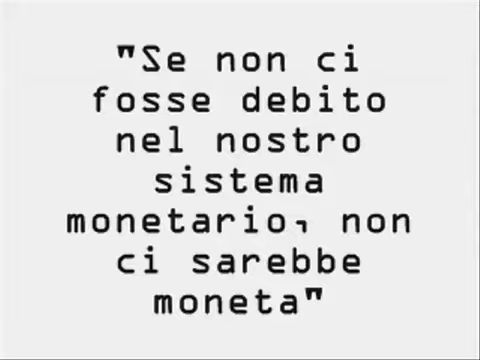 "Se non ci
fosse debito
nel nostro
sistema
monetario, non
ci sarebbe
moneta"